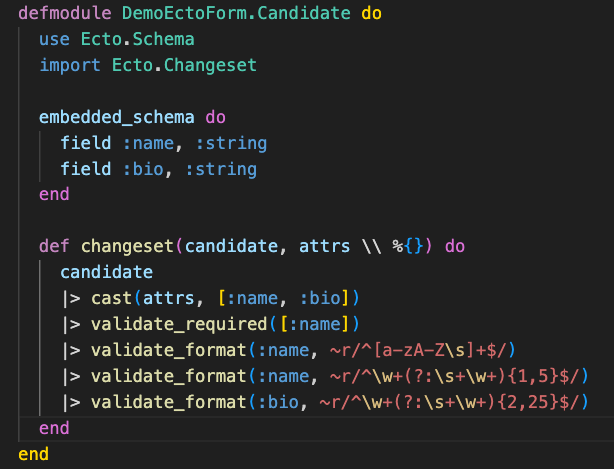 defmodule DemoEctoForm.Candidate do
use Ecto.Schema
import Ecto.Changeset
embedded_schema do
field :name, :string
field :bio, :string
end
def changeset(candidate, attrs \\ %{}) do
candidate
|> cast(attrs, [:name, :bio])
|> validate_required([:name])
|> validate_format(:name, ~r/^[a-zA-Z\s]+$/)
|> validate_format(:name, ~r/^\w+(?:\s+\w+){1,5}$/)
|> validate_format(:bio, ~r/^\w+(?:\s+\w+){2,25}$/)
end
end